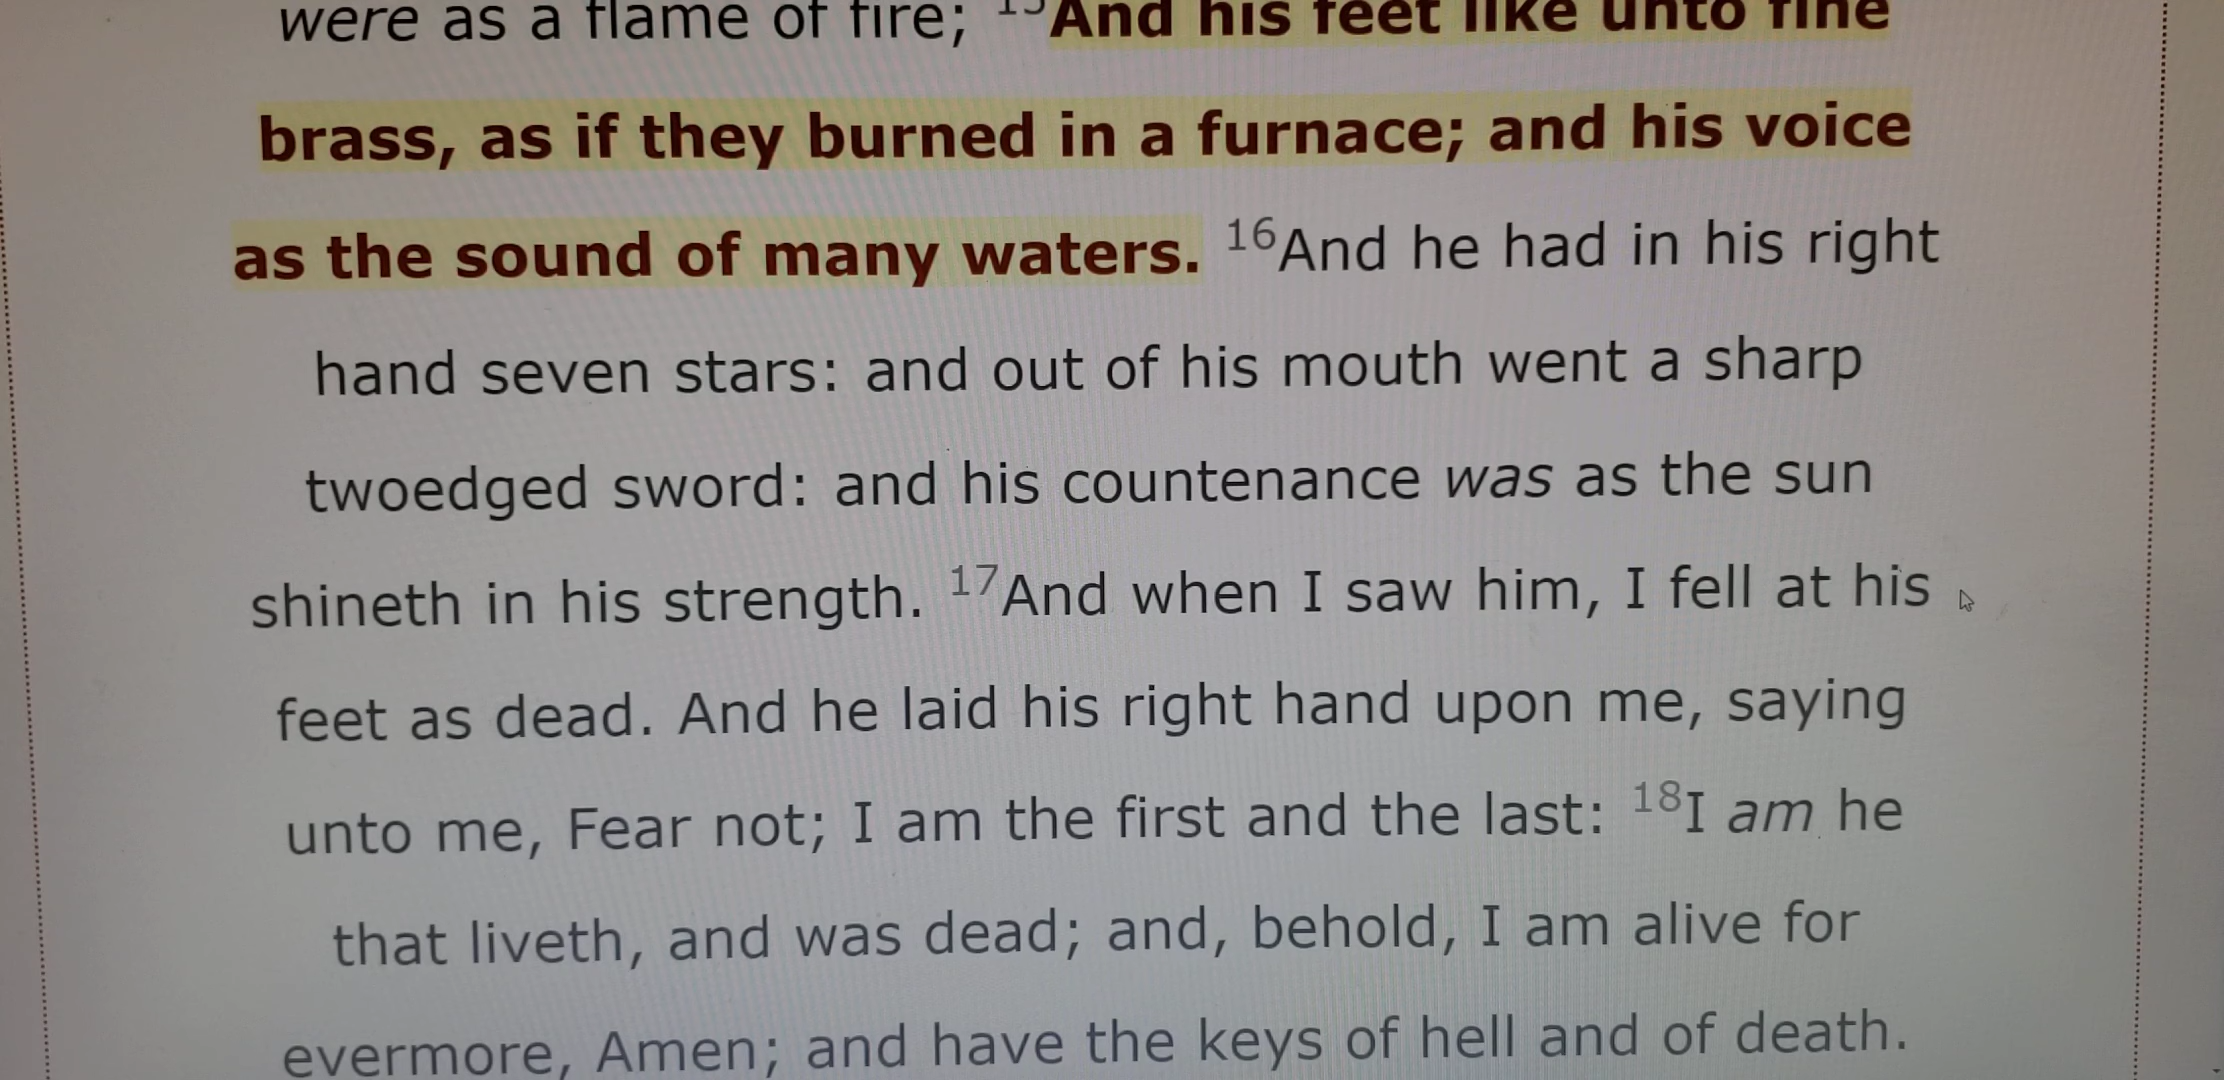 were as a flame of fire; 15And his feet like unto fine
brass, as if they burned in a furnace; and his voice
as the sound of many waters. 16And he had in his right
hand seven stars: and out of his mouth went a sharp
twoedged sword: and his countenance was as the sun
shineth in his strength. 17And when I saw him, I fell at his
feet as dead. And he laid his right hand upon me, saying
unto me, Fear not; I am the first and the last: 18I am he
that liveth, and was dead; and, behold, I am alive for
evermore, Amen; and have the keys of hell and of death.